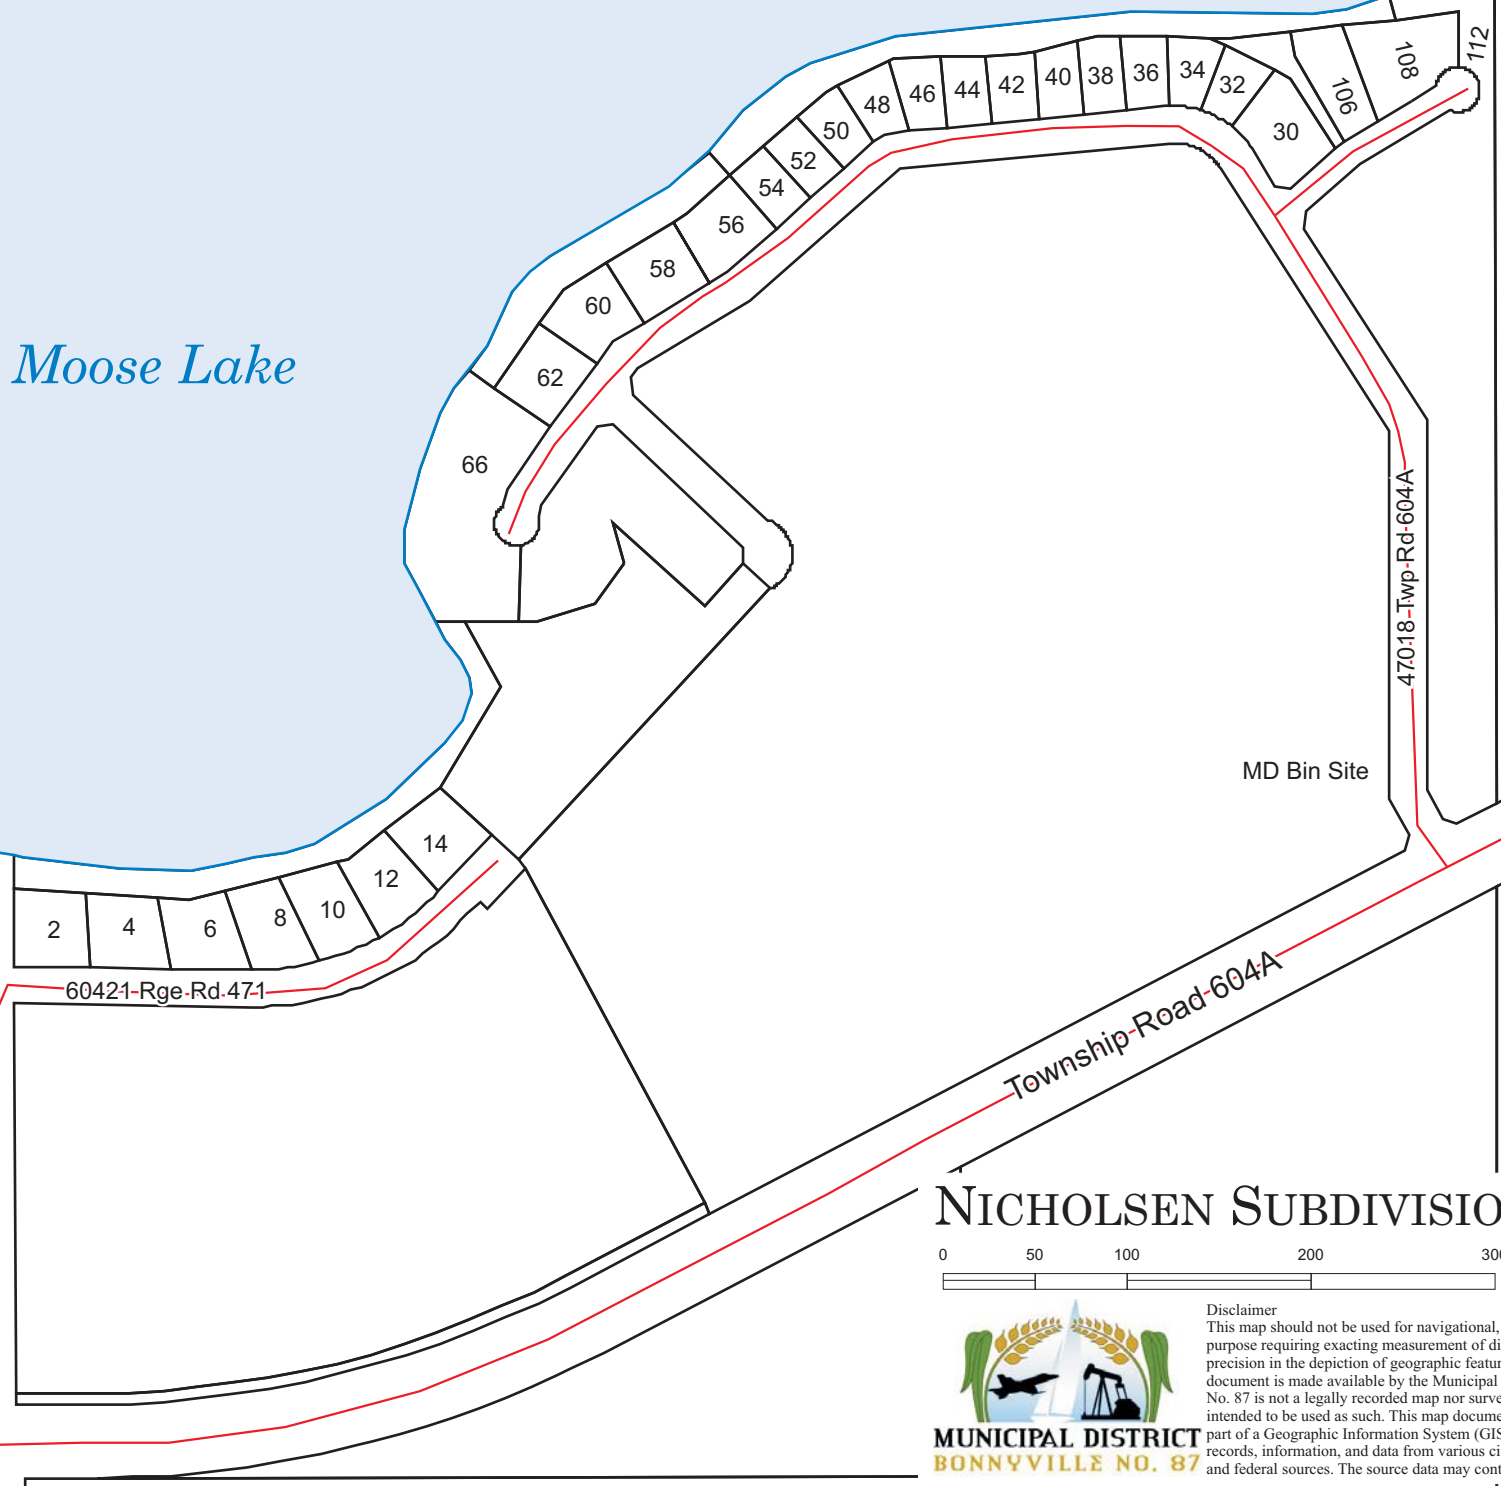 112
108
106
34
36
38
40
42
44
46
48
32
30
50
52
54
56
58
60
62
66
Moose Lake
47018 Twp Rd 604A
MD Bin Site
14
12
10
8
6
4
2
60421 Rge Rd 471
Township Road 604A
NICHOLSEN SUBDIVISIO
0 50 100 200 300
Disclaimer
This map should not be used for navigational,
purpose requiring exacting measurement of di
precision in the depiction of geographic featur
document is made available by the Municipal
No. 87 is not a legally recorded map nor surve
intended to be used as such. This map docume
part of a Geographic Information System (GIS
records, information, and data from various ci
and federal sources. The source data may cont
MUNICIPAL DISTRICT
BONNYVILLE NO. 87